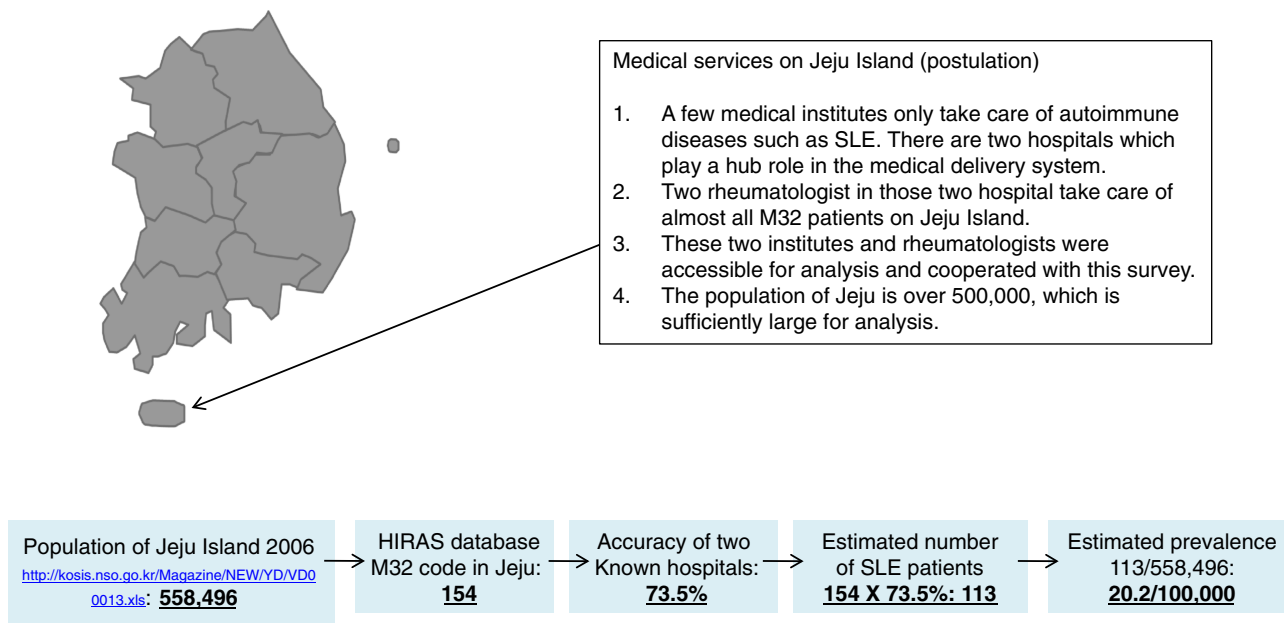 Medical services on Jeju Island (postulation)
1. A few medical institutes only take care of autoimmune
diseases such as SLE. There are two hospitals which
play a hub role in the medical delivery system.
2. Two rheumatologist in those two hospital take care of
almost all M32 patients on Jeju Island.
3. These two institutes and rheumatologists were
accessible for analysis and cooperated with this survey.
4. The population of Jeju is over 500,000, which is
sufficiently large for analysis.
Population of Jeju Island 2006
http://kosis.nso.go.kr/Magazine/NEW/YD/VD0
0013.xls: 558,496
HIRAS database
M32 code in Jeju:
154
Accuracy of two
Known hospitals:
73.5%
Estimated number
of SLE patients
154 X 73.5%: 113
Estimated prevalence
113/558,496:
20.2/100,000